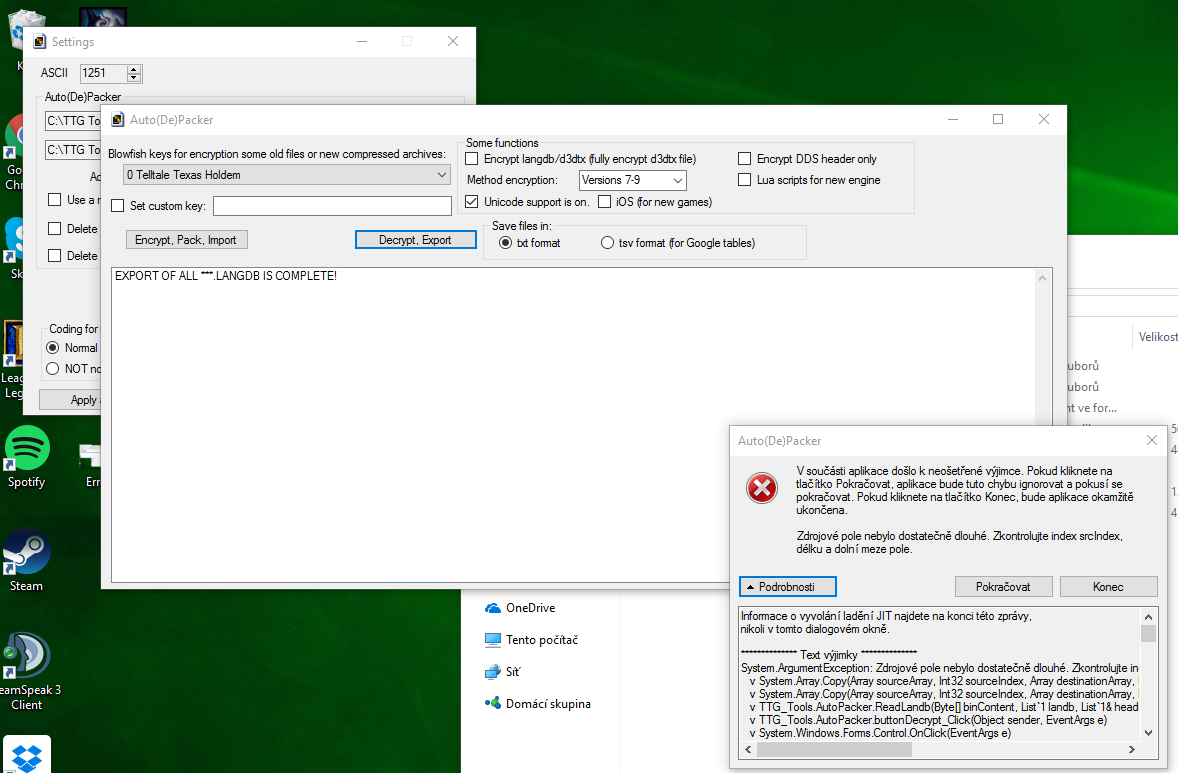 Settings
ASCII 1251
Auto(De)Packer
C:\TTG To
C:\TTG To
Use a
Delete
Delete
Coding for
Normal
NOT
Apply
Auto(De)Packer
Blowfish keys for encryption some old files or new compressed archives:
0 Telltale Texas Holdem
Set custom key:
Encrypt, Pack, Import
Decrypt, Export
Some functions
Encrypt langdb/d3dtx (fully encrypt d3dtx file)
Encrypt DDS header only
Method encryption: Versions 7-9
Lua scripts for new engine
Unicode support is on.
iOS (for new games)
Save files in:
txt format
tsv format (for Google tables)
EXPORT OF ALL ***.LANGDB IS COMPLETE!
Velikost
uborů
uborů
nt ve for...
Auto(De)Packer
V součásti aplikace došlo k neošetřené výjimce. Pokud kliknete na
tlačítko Pokračovat, aplikace bude tuto chybu ignorovat a pokusí se
pokračovat. Pokud kliknete na tlačítko Konec, bude aplikace okamžitě
ukončena.
Zdrojové pole nebylo dostatečně dlouhé. Zkontrolujte index srcIndex,
délku a dolní meze pole.
Podrobnosti
Pokračovat
Konec
Informace o vyvolání ladění JIT najdete na konci této zprávy,
nikoli v tomto dialogovém okně.
************** Text výjimky **************
System.ArgumentException: Zdrojové pole nebylo dostatečně dlouhé. Zkontrolujte in
v System.Array.Copy(Array sourceArray, Int32 sourceIndex, Array destinationArray,
v System.Array.Copy(Array sourceArray, Int32 sourceIndex, Array destinationArray,
v TTG_Tools.AutoPacker.ReadLandb(Byte[] binContent, List`1 landb, List`1& head
v TTG_Tools.AutoPacker.buttonDecrypt_Click(Object sender, EventArgs e)
v System.Windows.Forms.Control.OnClick(EventArgs e)
OneDrive
Tento počítač
Síť
Domácí skupina
Go
Chr
Sk
Leag
Leg
Spotify
Err
Steam
eamSpeak 3
Client